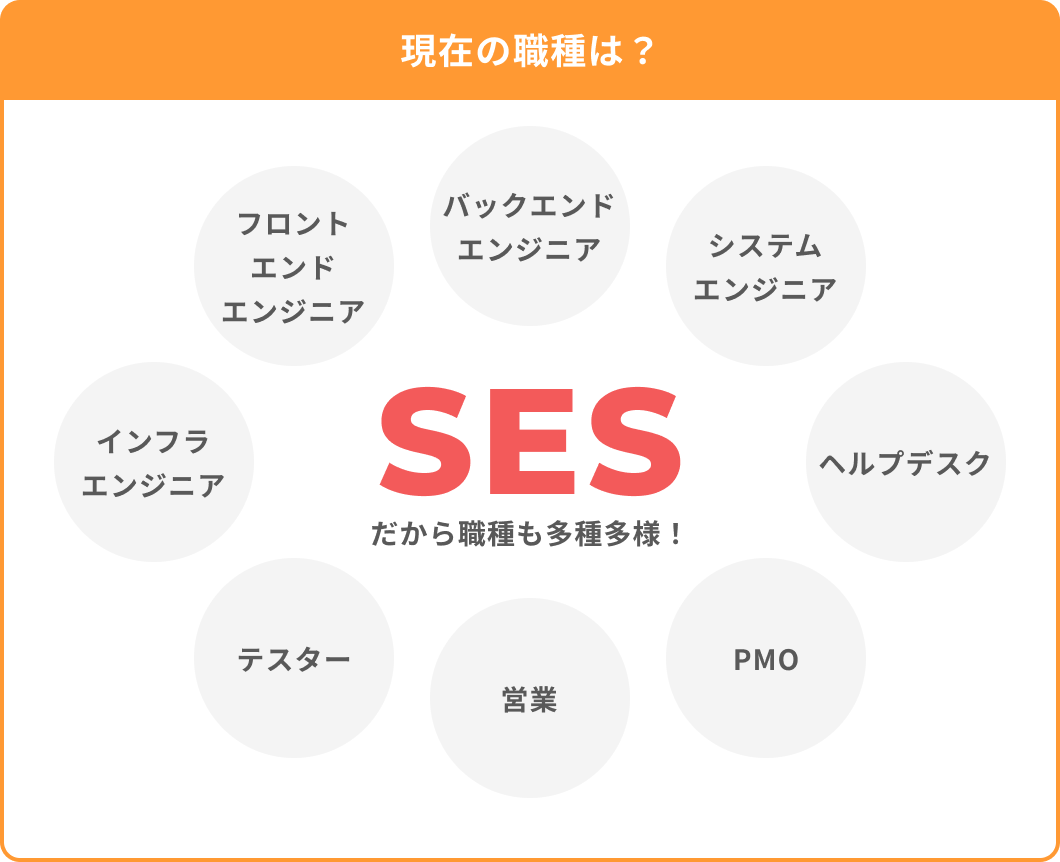 現在の職種は？
バックエンド
エンジニア
フロント
エンド
エンジニア
システム
エンジニア
インフラ
エンジニア
SES
だから職種も多種多様！
ヘルプデスク
テスター
営業
PMO